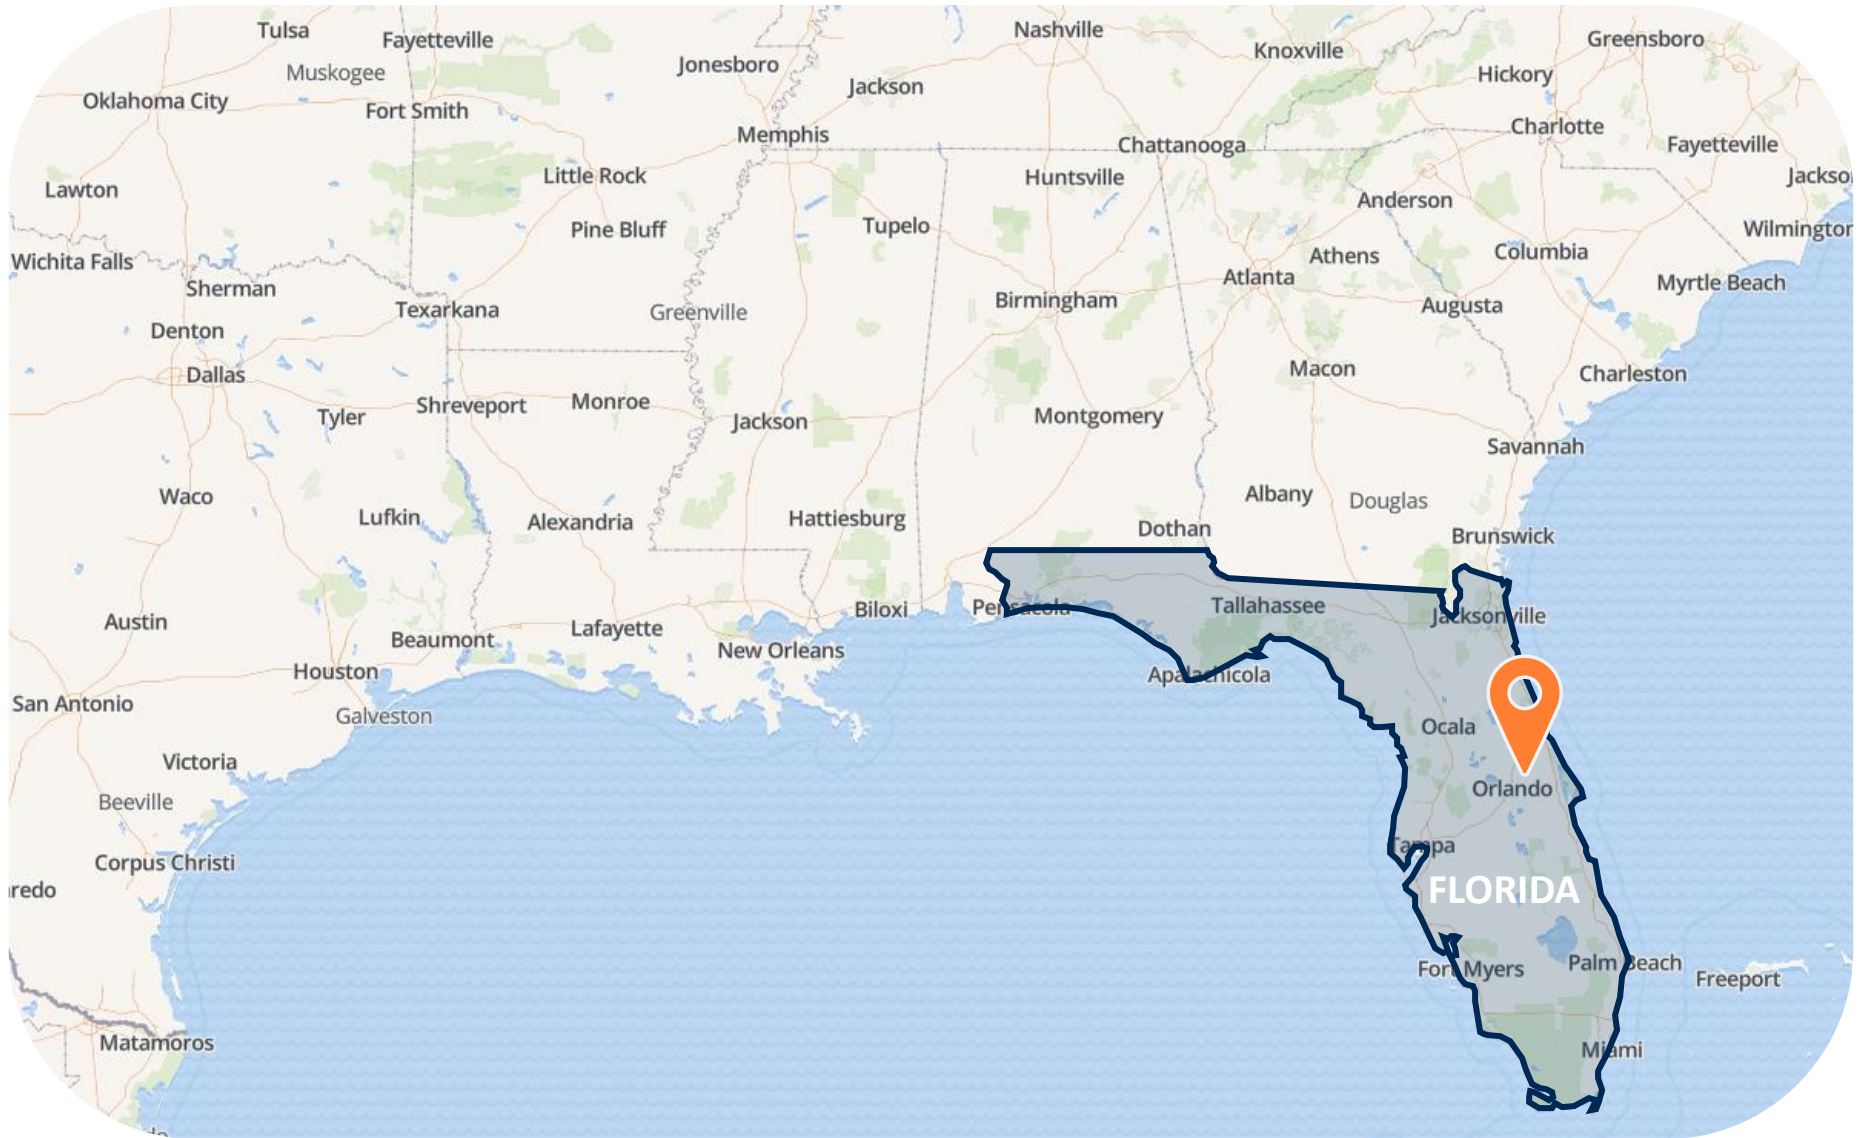 Tulsa
Fayetteville
Nashville
Knoxville
Greensboro
Muskogee
Jonesboro
Jackson
Hickory
Oklahoma City
Fort Smith
Memphis
Chattanooga
Charlotte
Fayetteville
Lawton
Little Rock
Huntsville
Anderson
Jackso
Pine Bluff
Tupelo
Wilmington
Wichita Falls
Athens
Columbia
Sherman
Texarkana
Greenville
Birmingham
Atlanta
Augusta
Myrtle Beach
Denton
Dallas
Macon
Charleston
Tyler
Shreveport
Monroe
Jackson
Montgomery
Savannah
Waco
Lufkin
Alexandria
Hattiesburg
Dothan
Albany
Douglas
Brunswick
Austin
Beaumont
Lafayette
New Orleans
Biloxi
Pensacola
Tallahassee
Jacksonville
Houston
Apalachicola
San Antonio
Galveston
Ocala
Victoria
Beeville
Orlando
Corpus Christi
Tampa
redo
FLORIDA
Fort Myers
Palm Beach
Freeport
Matamoros
Miami